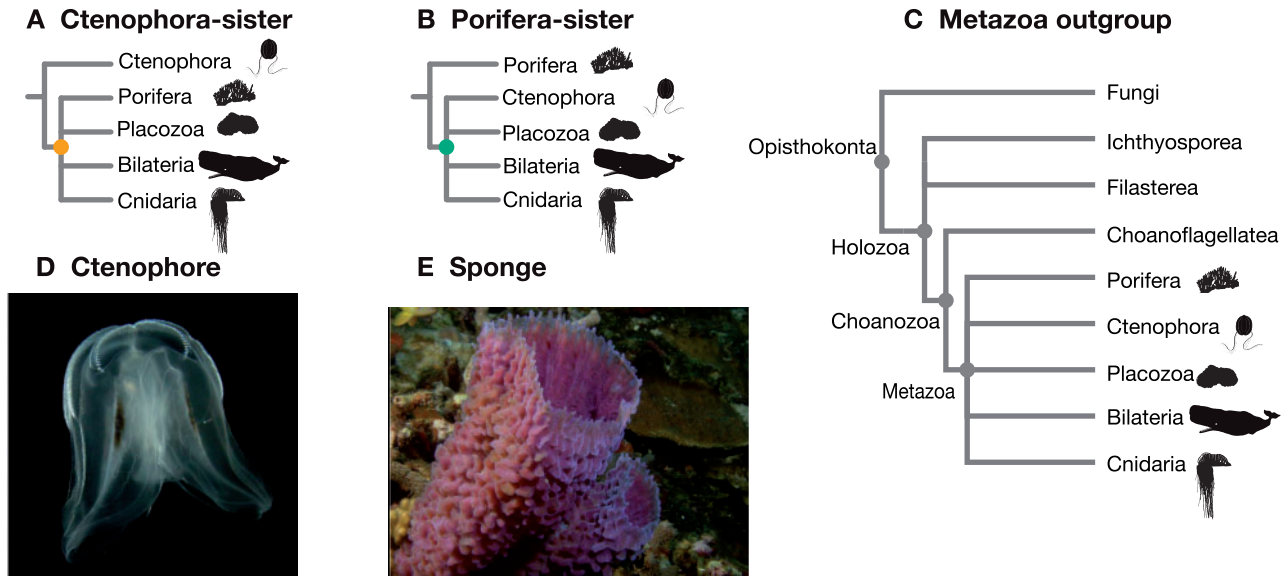 A Ctenophora-sister
Ctenophora
Porifera
Placozoa
Bilateria
Cnidaria
B Porifera-sister
Porifera
Ctenophora
Placozoa
Bilateria
Cnidaria
C Metazoa outgroup
Fungi
Opisthokonta
Ichthyosporea
Filasterea
Holozoa
Choanoflagellatea
Porifera
Choanozoa
Ctenophora
Placozoa
Metazoa
Bilateria
Cnidaria
D Ctenophore
E Sponge